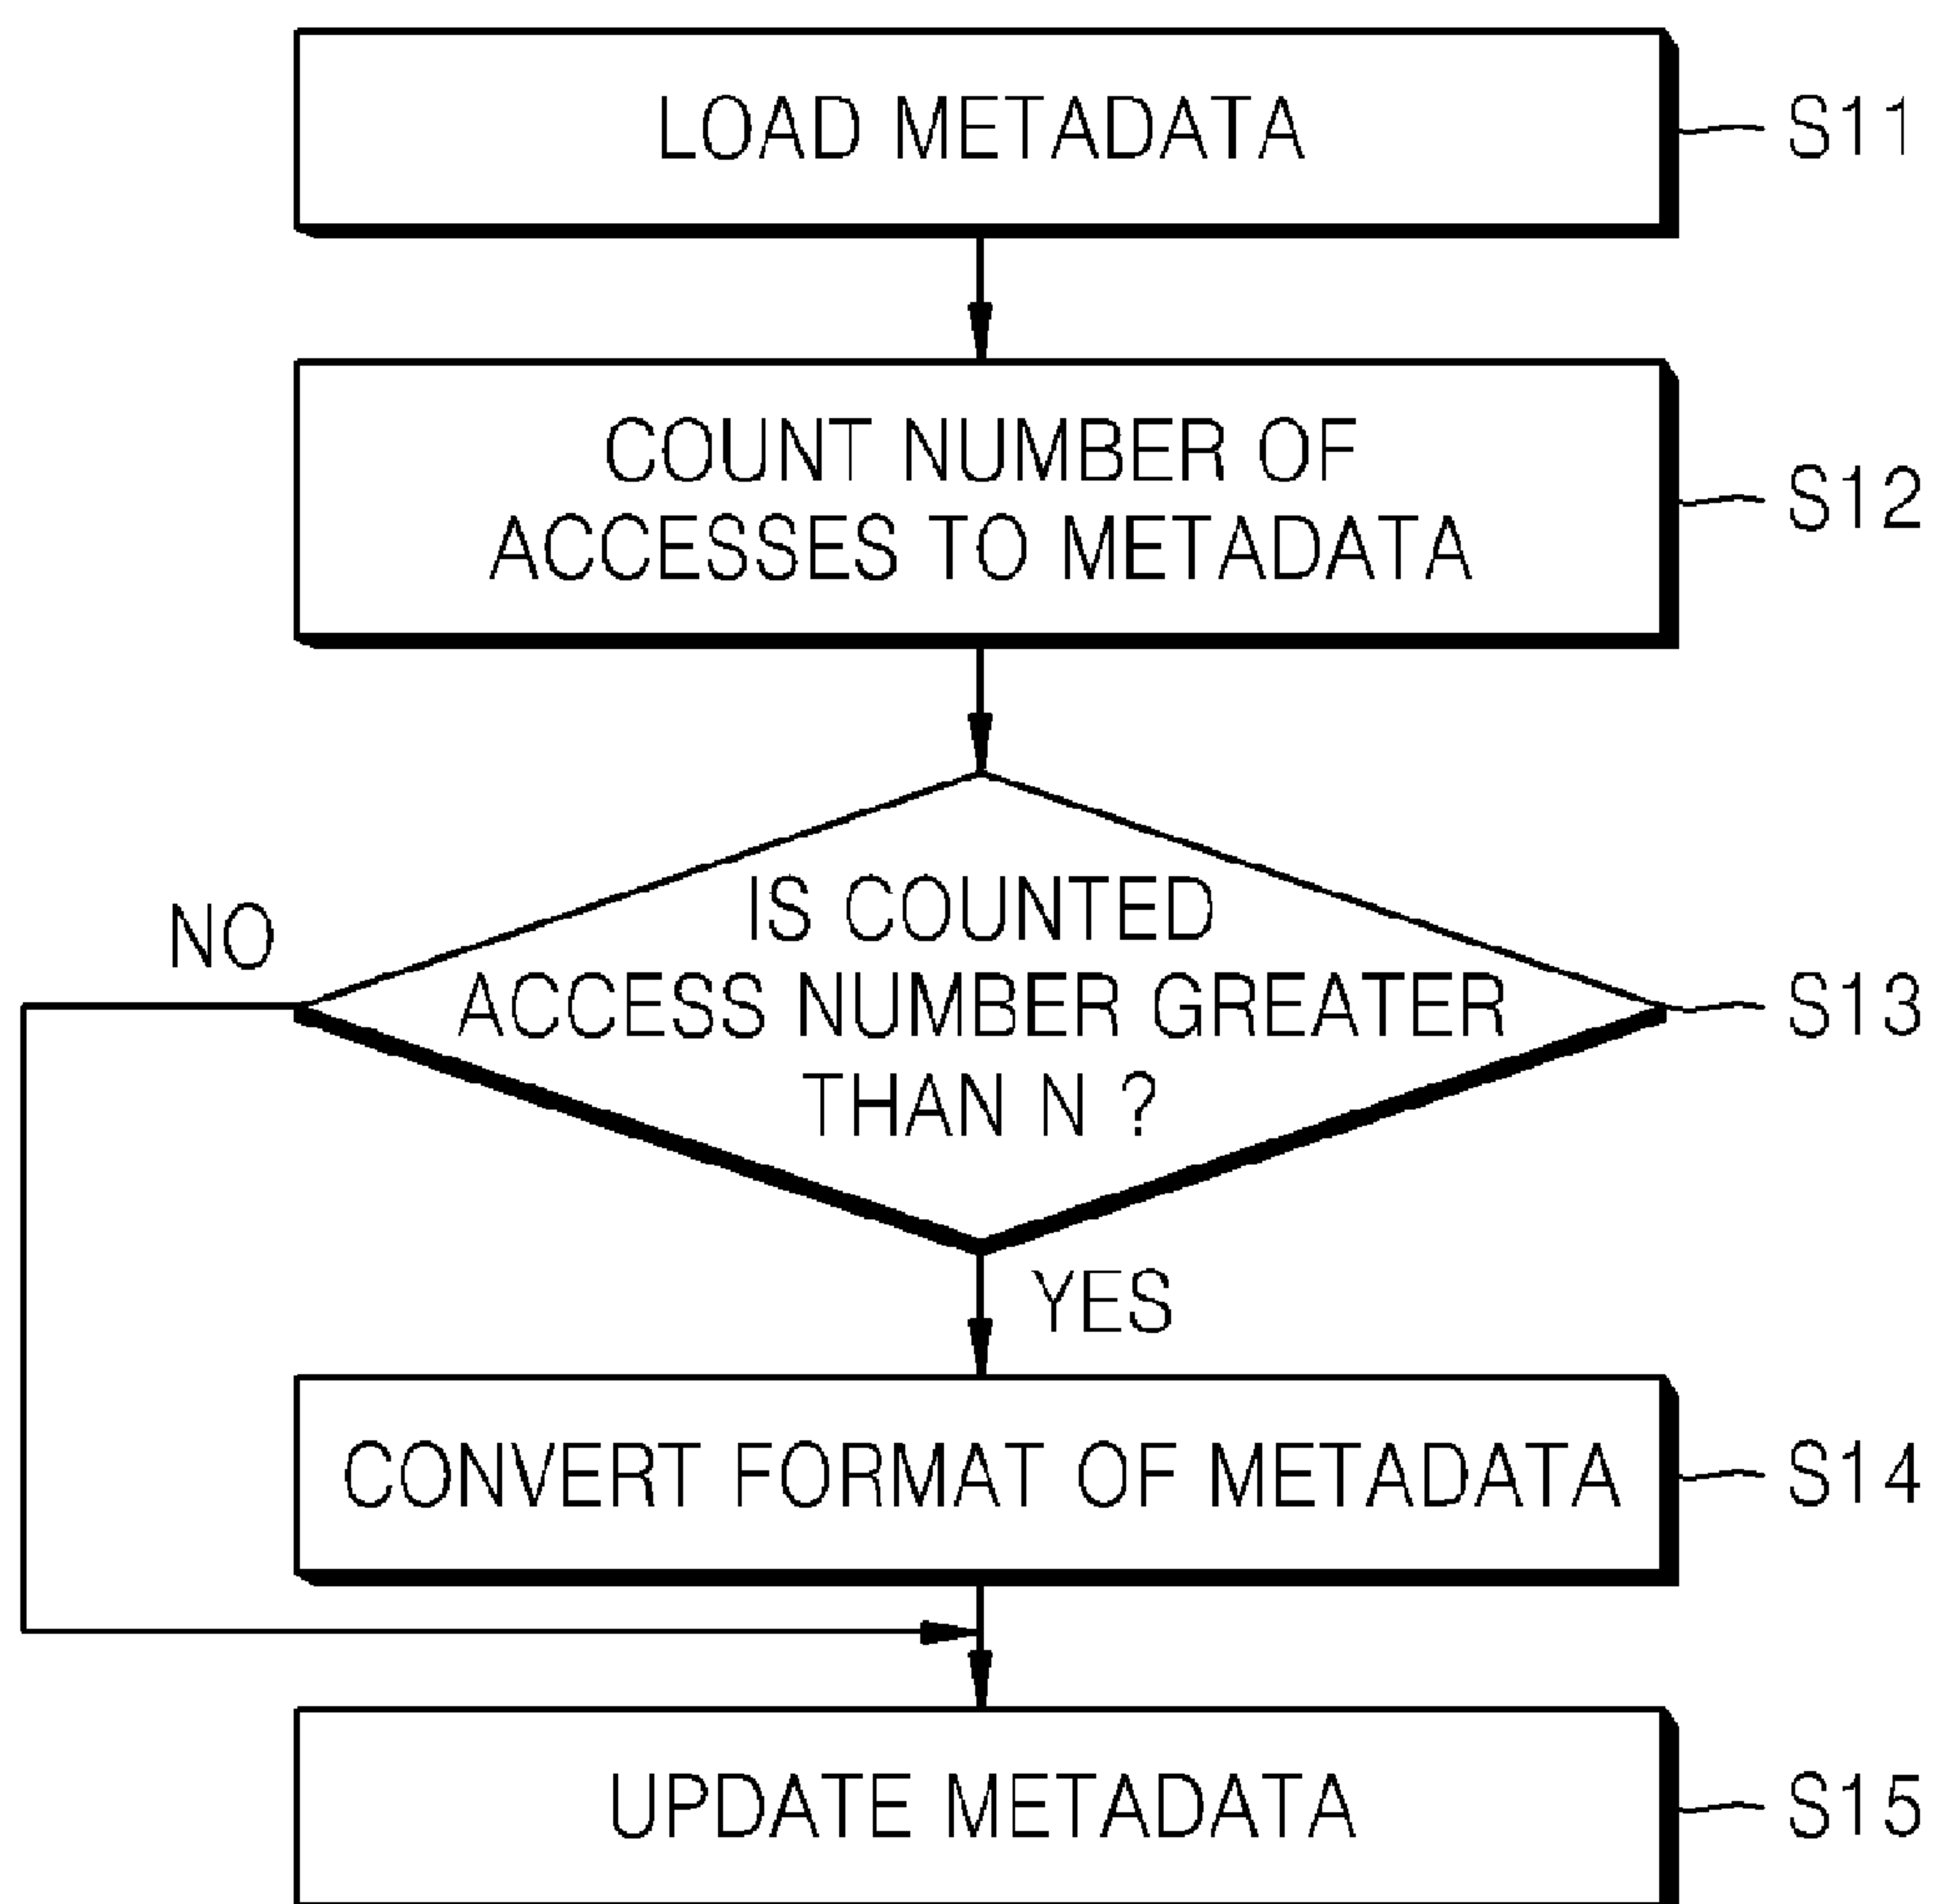 LOAD METADATA
S11
COUNT NUMBER OF
ACCESSES TO METADATA
S12
IS COUNTED
ACCESS NUMBER GREATER
THAN N ?
S13
NO
YES
CONVERT FORMAT OF METADATA
S14
UPDATE METADATA
S15